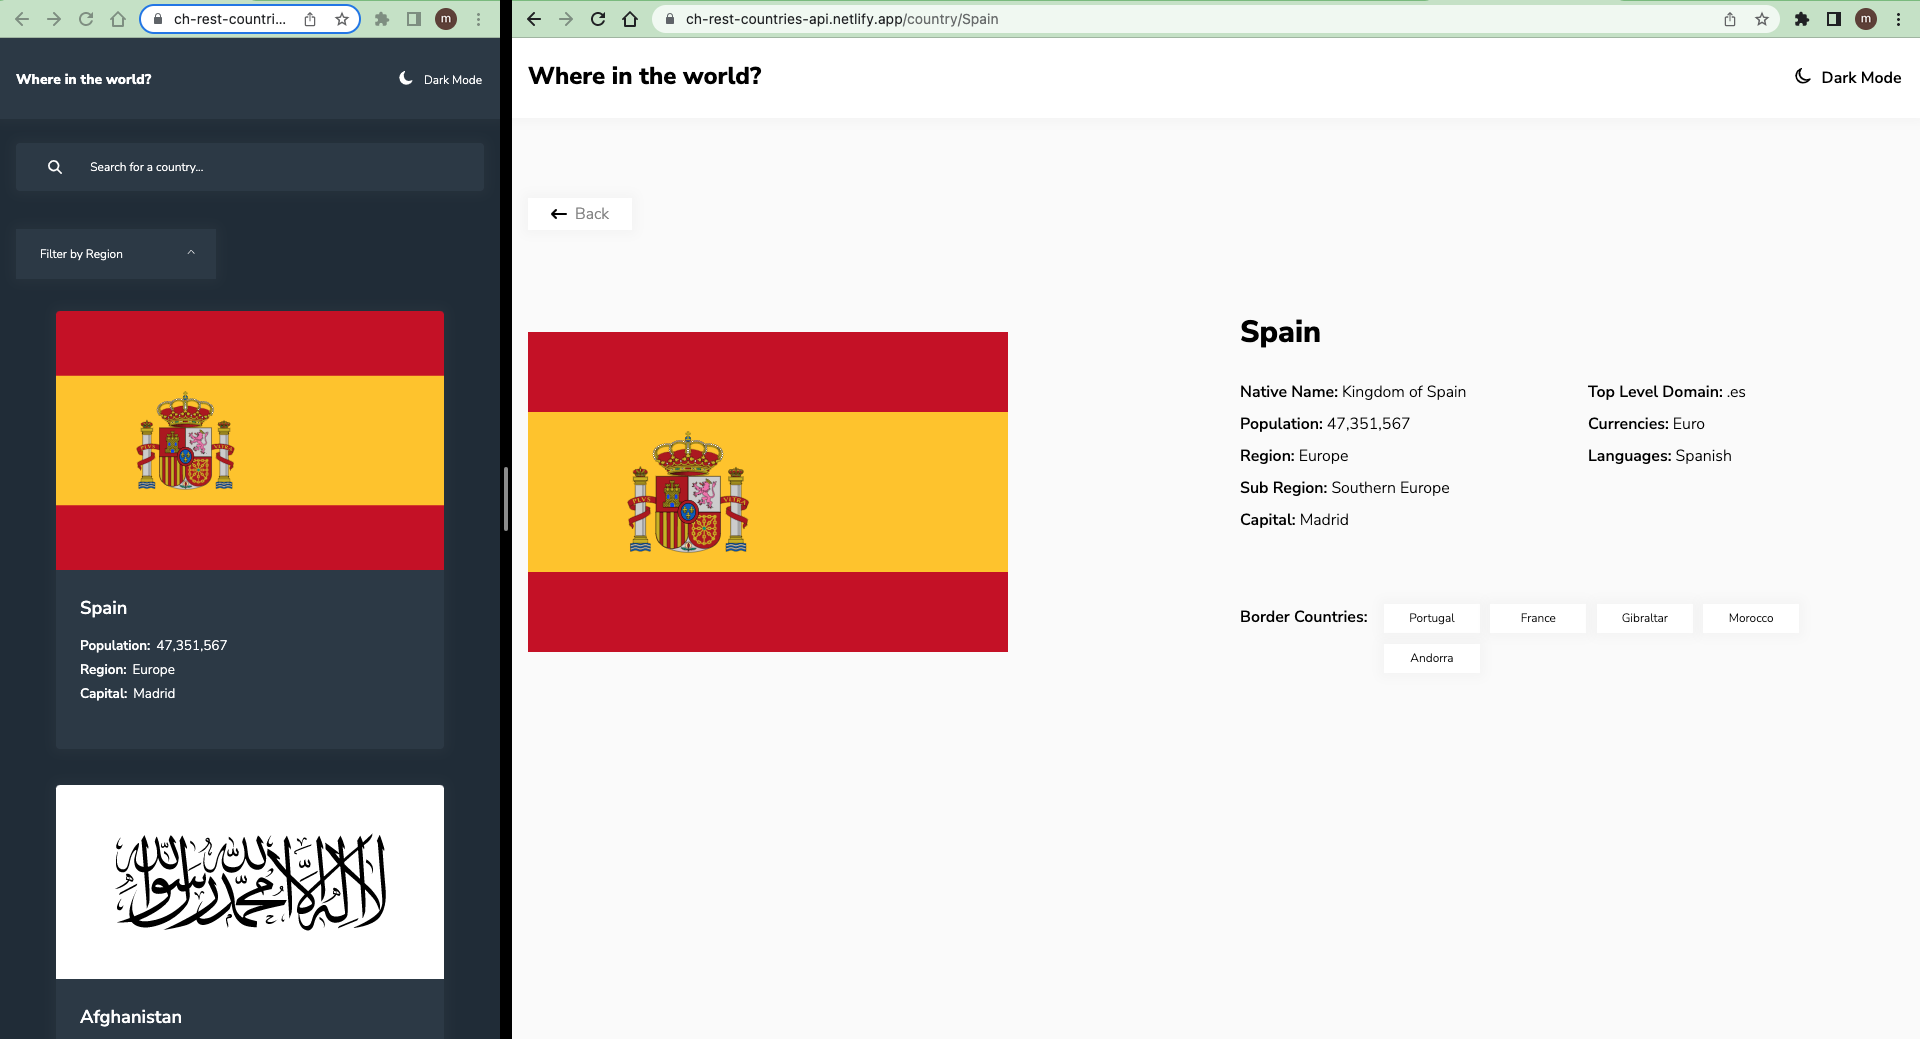 ch-rest-countri...
m
Where in the world?
Dark Mode
Search for a country...
Filter by Region
PLVS VLTRA
Spain
Population: 47,351,567
Region: Europe
Capital: Madrid
لا إله إلا الله محمد رسول الله
Afghanistan
ch-rest-countries-api.netlify.app/country/Spain
m
Where in the world?
Dark Mode
Back
PLVS VLTRA
Spain
Native Name: Kingdom of Spain
Population: 47,351,567
Region: Europe
Sub Region: Southern Europe
Capital: Madrid
Top Level Domain: .es
Currencies: Euro
Languages: Spanish
Border Countries:
Portugal
France
Gibraltar
Morocco
Andorra